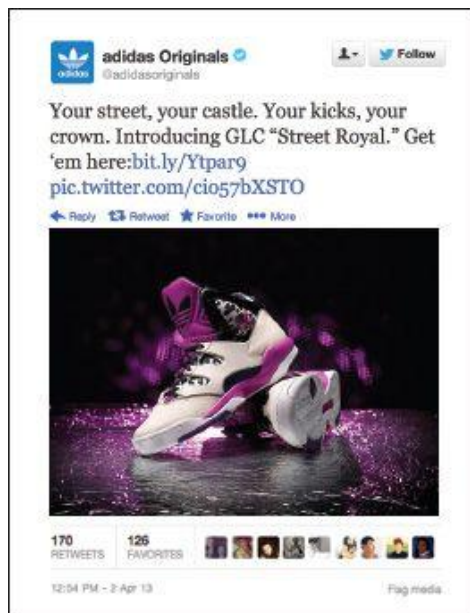 adidas Originals
adidas
@adidasoriginals
Follow
Your street, your castle. Your kicks, your
crown. Introducing GLC “Street Royal.” Get
‘em here:bit.ly/Ytpar9
pic.twitter.com/cio57bXSTO
Reply Retweet Favorite More
170 126
RETWEETS FAVORITES
12:54 PM - 2 Apr 13 Flag media